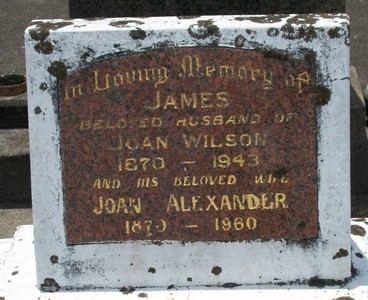 In Loving Memory of
JAMES
BELOVED HUSBAND OF
JOAN WILSON
1870 – 1943
AND HIS BELOVED WIFE
JOAN ALEXANDER
1870 – 1960